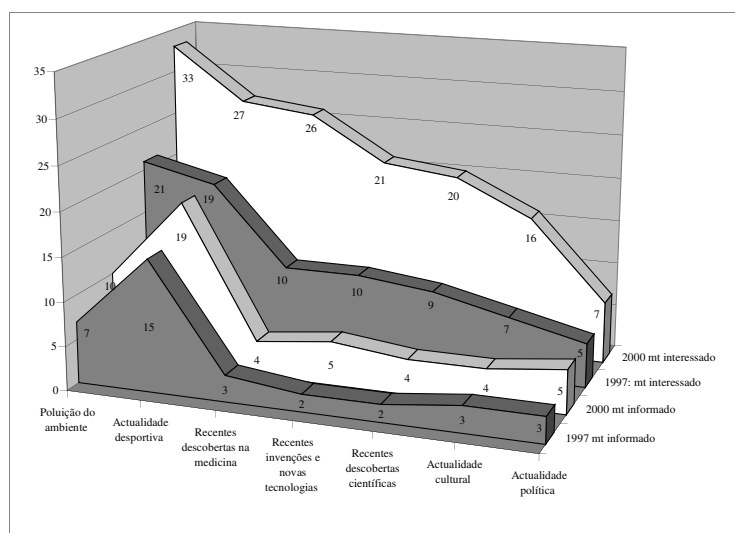 35
30
25
20
15
10
5
0
33
27
26
21
20
16
7
21
19
10
10
9
7
5
10
19
4
5
4
4
5
7
15
3
2
2
3
3
Poluição do
ambiente
Actualidade
desportiva
Recentes
descobertas na
medicina
Recentes
invenções e
novas
tecnologias
Recentes
descobertas
científicas
Actualidade
cultural
Actualidade
política
2000 mt interessado
1997: mt interessado
2000 mt informado
1997 mt informado